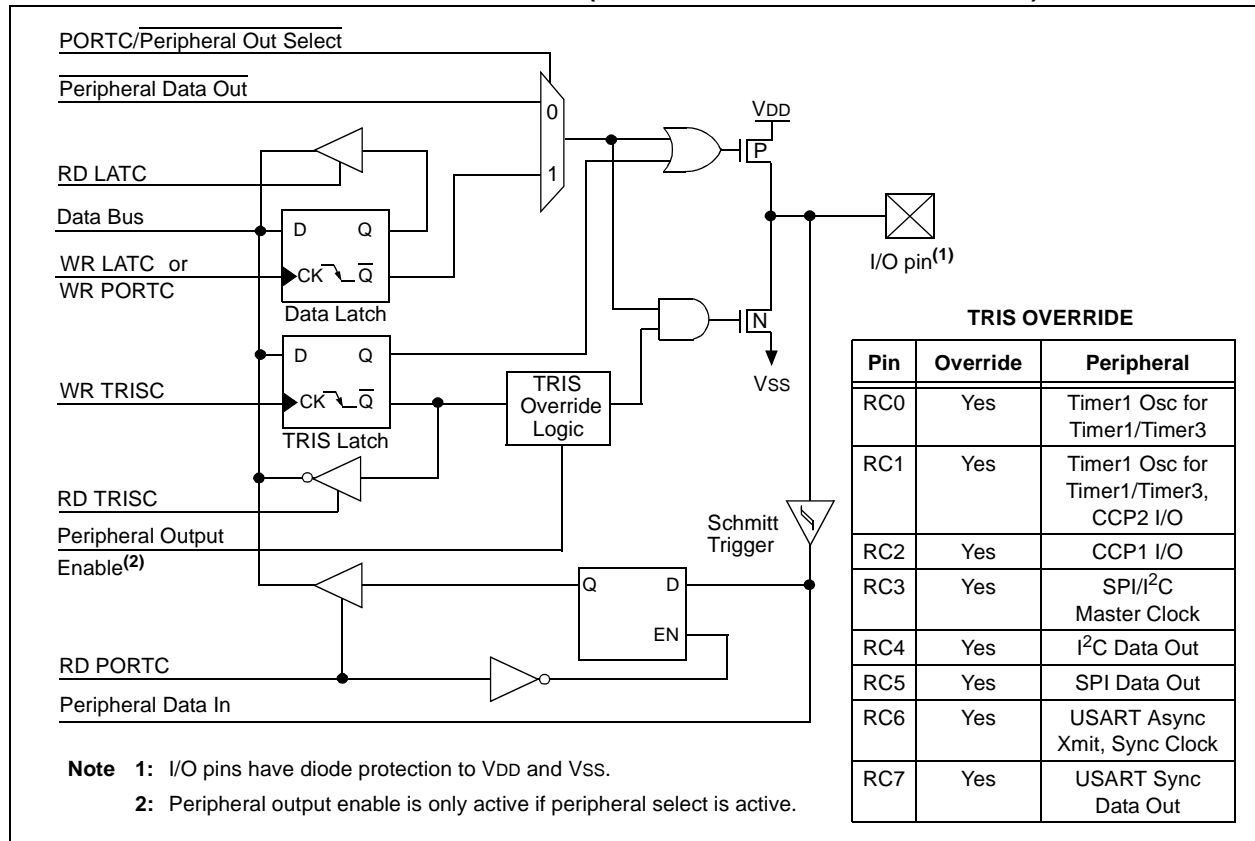 PORTC/Peripheral Out Select
Peripheral Data Out
0
1
RD LATC
Data Bus
D Q
WR LATC or
WR PORTC
CK Q
Data Latch
D Q
WR TRISC
CK Q
TRIS Latch
TRIS
Override
Logic
RD TRISC
Peripheral Output
Enable(2)
Q D
EN
RD PORTC
Peripheral Data In
VDD
P
N
VSS
I/O pin(1)
Schmitt
Trigger
TRIS OVERRIDE
Pin Override Peripheral
RC0 Yes Timer1 Osc for
Timer1/Timer3
RC1 Yes Timer1 Osc for
Timer1/Timer3,
CCP2 I/O
RC2 Yes CCP1 I/O
RC3 Yes SPI/I2C
Master Clock
RC4 Yes I2C Data Out
RC5 Yes SPI Data Out
RC6 Yes USART Async
Xmit, Sync Clock
RC7 Yes USART Sync
Data Out
Note 1: I/O pins have diode protection to VDD and VSS.
2: Peripheral output enable is only active if peripheral select is active.